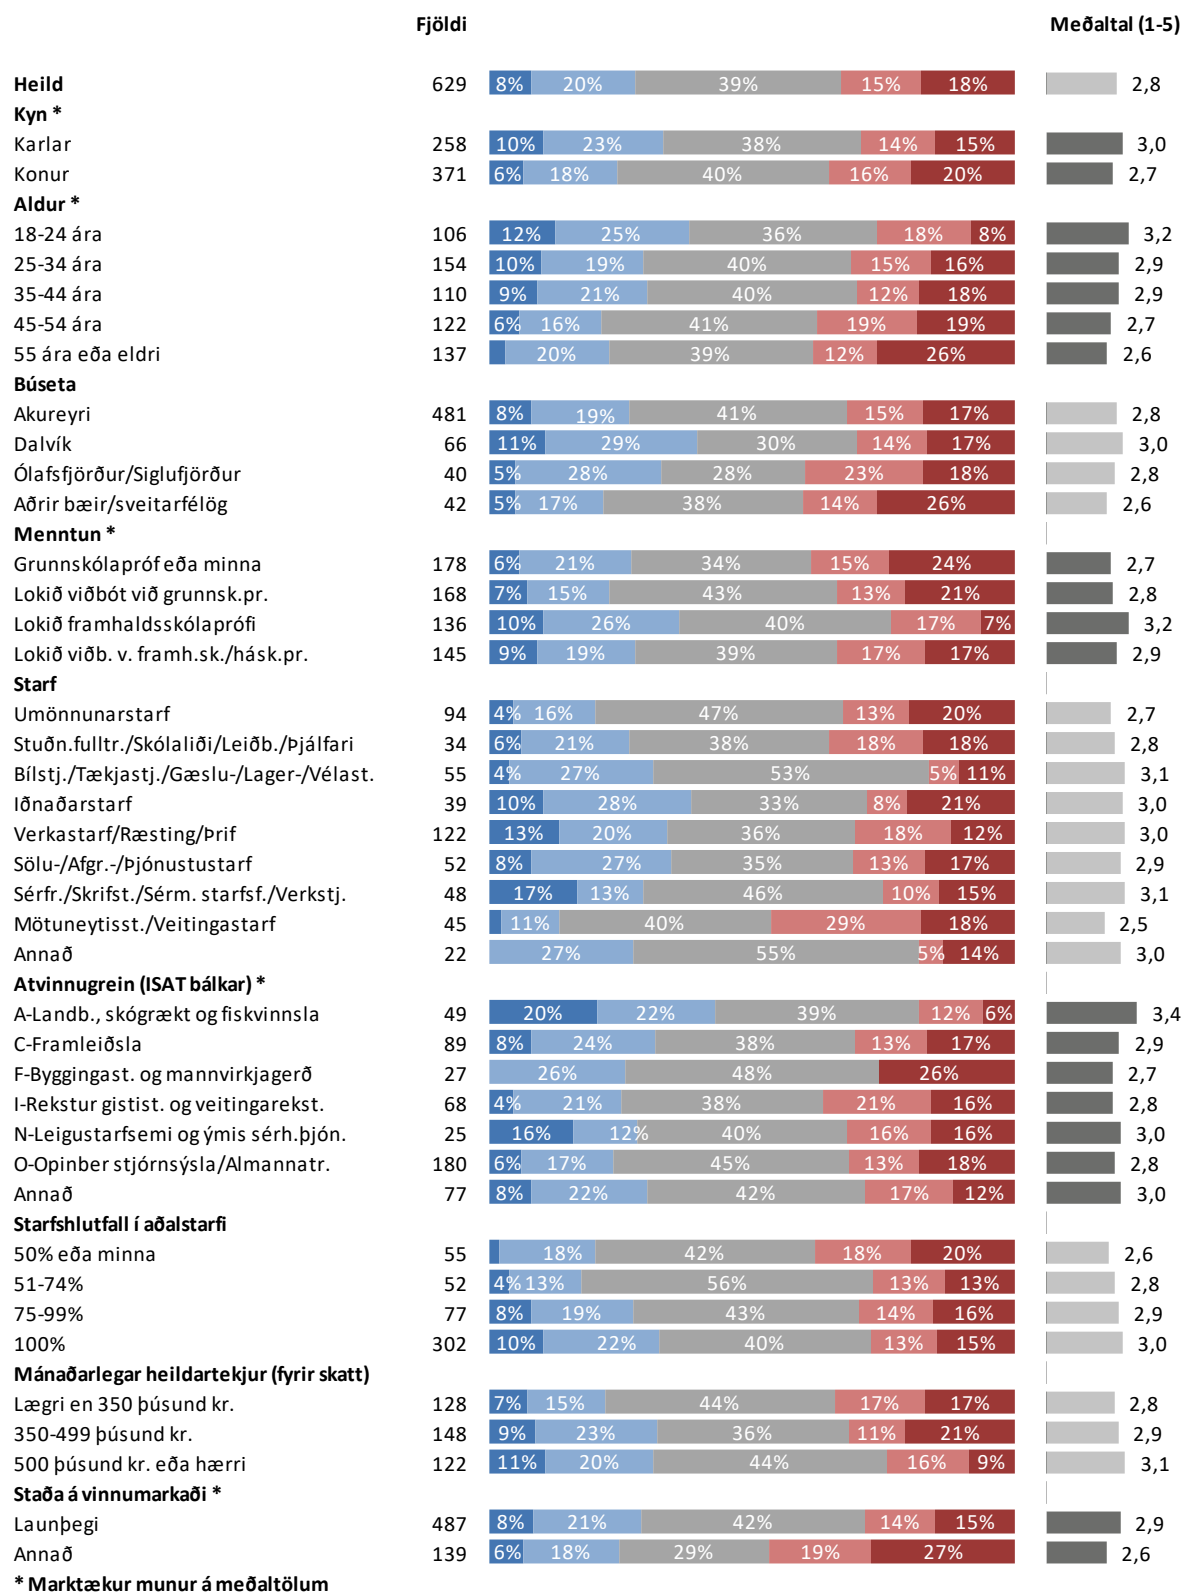 Fjöldi Meðaltal (1-5)
Heild 629 8% 20% 39% 15% 18% 2,8
Kyn *
Karlar 258 10% 23% 38% 14% 15% 3,0
Konur 371 6% 18% 40% 16% 20% 2,7
Aldur *
18-24 ára 106 12% 25% 36% 18% 8% 3,2
25-34 ára 154 10% 19% 40% 15% 16% 2,9
35-44 ára 110 9% 21% 40% 12% 18% 2,9
45-54 ára 122 6% 16% 41% 19% 19% 2,7
55 ára eða eldri 137 20% 39% 12% 26% 2,6
Búseta
Akureyri 481 8% 19% 41% 15% 17% 2,8
Dalvík 66 11% 29% 30% 14% 17% 3,0
Ólafsfjörður/Siglufjörður 40 5% 28% 28% 23% 18% 2,8
Aðrir bæir/sveitarfélög 42 5% 17% 38% 14% 26% 2,6
Menntun *
Grunnskólapróf eða minna 178 6% 21% 34% 15% 24% 2,7
Lokið viðbót við grunnsk.pr. 168 7% 15% 43% 13% 21% 2,8
Lokið framhaldsskólaprófi 136 10% 26% 40% 17% 7% 3,2
Lokið viðb. v. framh.sk./hásk.pr. 145 9% 19% 39% 17% 17% 2,9
Starf
Umönnunarstarf 94 4% 16% 47% 13% 20% 2,7
Stuðn.fulltr./Skólaliði/Leiðb./Þjálfari 34 6% 21% 38% 18% 18% 2,8
Bílstj./Tækjastj./Gæslu-/Lager-/Vélast. 55 4% 27% 53% 5% 11% 3,1
Iðnaðarstarf 39 10% 28% 33% 8% 21% 3,0
Verkastarf/Ræsting/Þrif 122 13% 20% 36% 18% 12% 3,0
Sölu-/Afgr.-/Þjónustustarf 52 8% 27% 35% 13% 17% 2,9
Sérfr./Skrifst./Sérm. starfsf./Verkstj. 48 17% 13% 46% 10% 15% 3,1
Mötuneytisst./Veitingastarf 45 11% 40% 29% 18% 2,5
Annað 22 27% 55% 5% 14% 3,0
Atvinnugrein (ISAT bálkar) *
A-Landb., skógrækt og fiskvinnsla 49 20% 22% 39% 12% 6% 3,4
C-Framleiðsla 89 8% 24% 38% 13% 17% 2,9
F-Byggingast. og mannvirkjagerð 27 26% 48% 26% 2,7
I-Rekstur gistist. og veitingarekst. 68 4% 21% 38% 21% 16% 2,8
N-Leigustarfsemi og ýmis sérh.þjón. 25 16% 12% 40% 16% 16% 3,0
O-Opinber stjórnsýsla/Almannatr. 180 6% 17% 45% 13% 18% 2,8
Annað 77 8% 22% 42% 17% 12% 3,0
Starfshlutfall í aðalstarfi
50% eða minna 55 18% 42% 18% 20% 2,6
51-74% 52 4% 13% 56% 13% 13% 2,8
75-99% 77 8% 19% 43% 14% 16% 2,9
100% 302 10% 22% 40% 13% 15% 3,0
Mánaðarlegar heildartekjur (fyrir skatt)
Lægri en 350 þúsund kr. 128 7% 15% 44% 17% 17% 2,8
350-499 þúsund kr. 148 9% 23% 36% 11% 21% 2,9
500 þúsund kr. eða hærri 122 11% 20% 44% 16% 9% 3,1
Staða á vinnumarkaði *
Launþegi 487 8% 21% 42% 14% 15% 2,9
Annað 139 6% 18% 29% 19% 27% 2,6
* Marktækur munur á meðaltölum